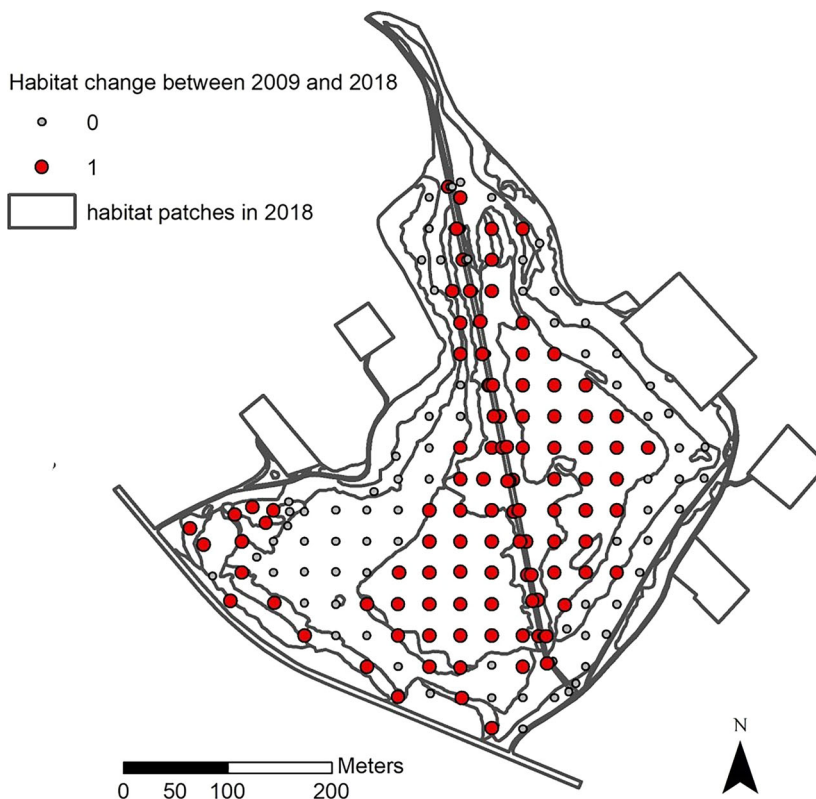 Habitat change between 2009 and 2018
0
1
habitat patches in 2018
N
Meters
0 50 100 200